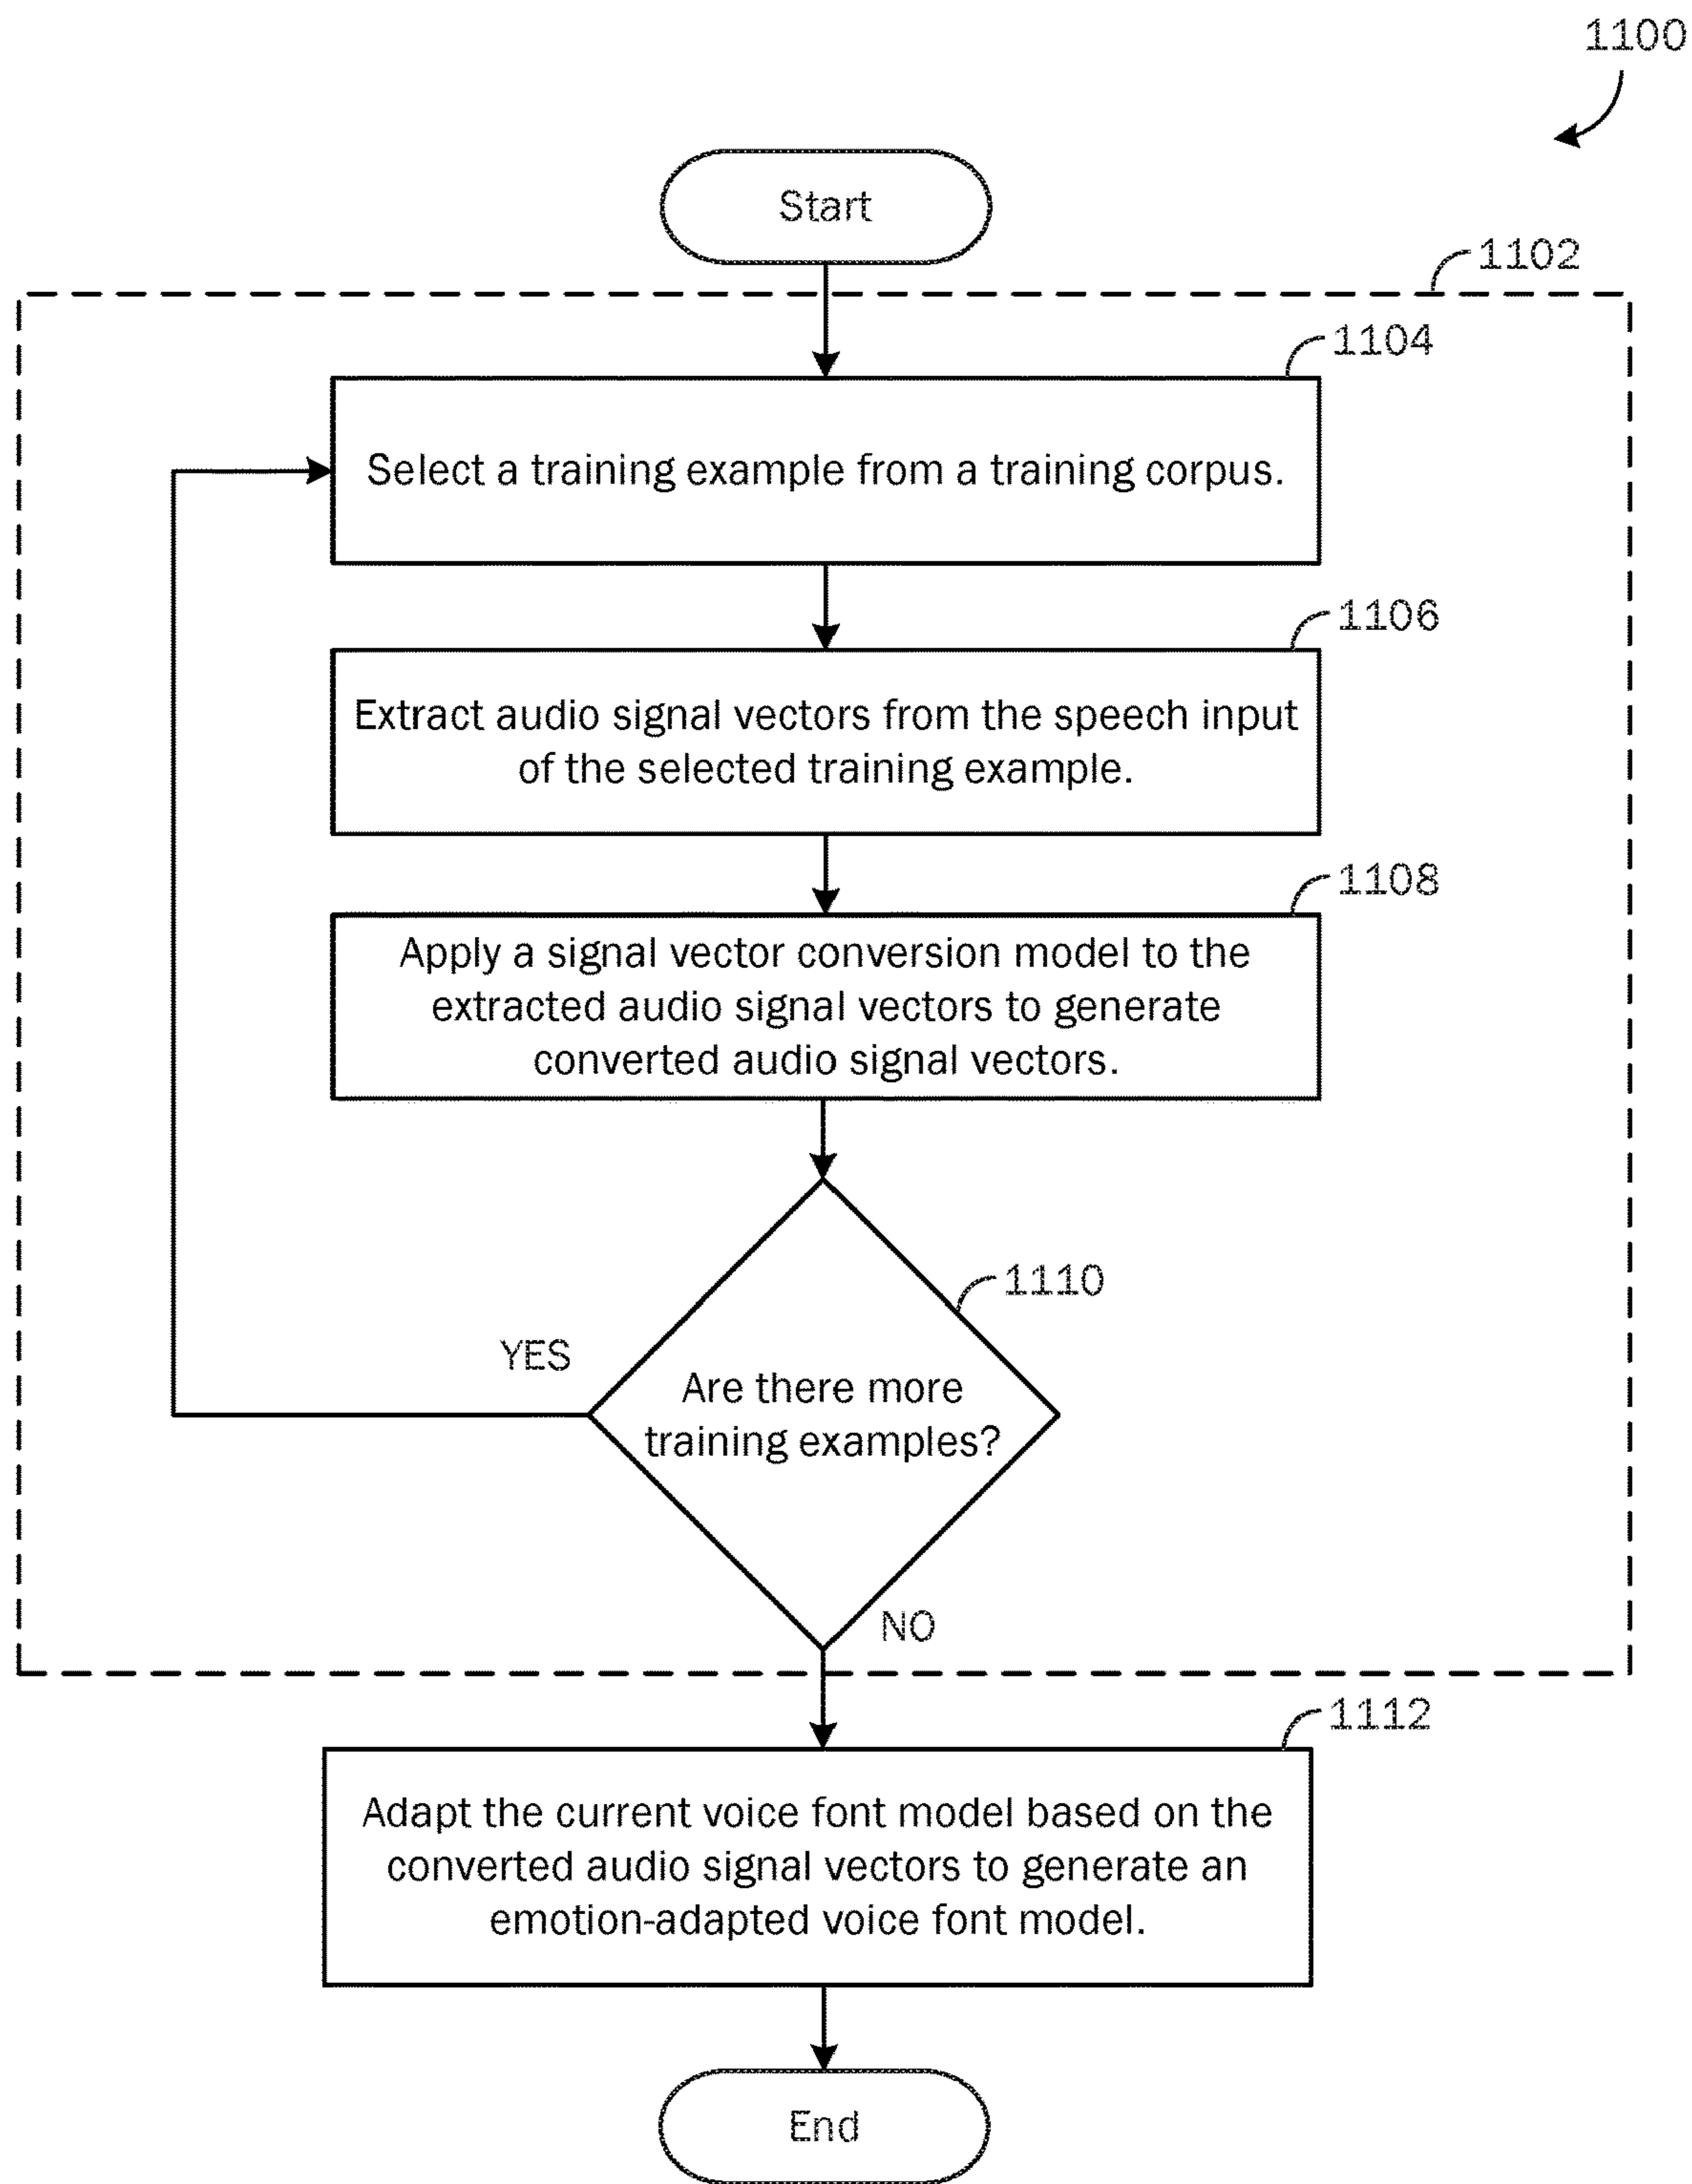 1100
Start
1102
1104
Select a training example from a training corpus.
1106
Extract audio signal vectors from the speech input
of the selected training example.
1108
Apply a signal vector conversion model to the
extracted audio signal vectors to generate
converted audio signal vectors.
1110
YES
Are there more
training examples?
NO
1112
Adapt the current voice font model based on the
converted audio signal vectors to generate an
emotion-adapted voice font model.
End